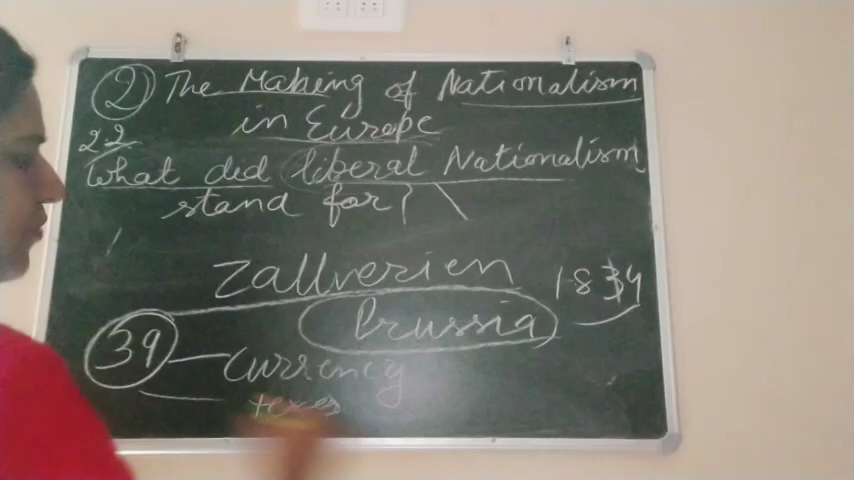 2 The Making of Nationalism
in Europe
2.2
What did liberal Nationalism
stand for?
Zallverien 1834
Prussia
39 - currency